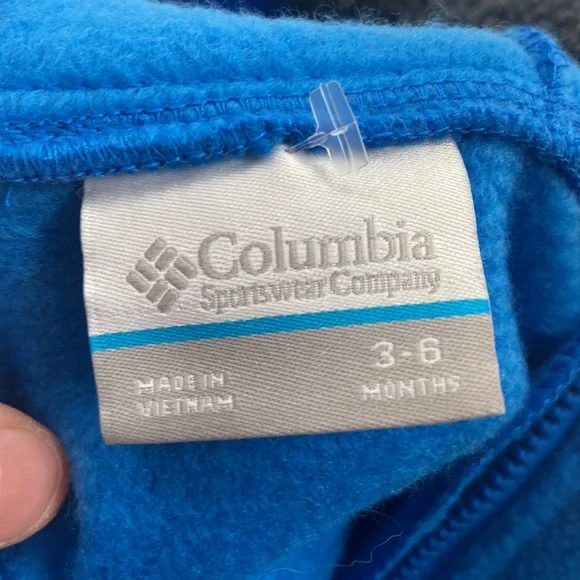 Columbia
Sportswear Company
3-6
MONTHS
MADE IN
VIETNAM